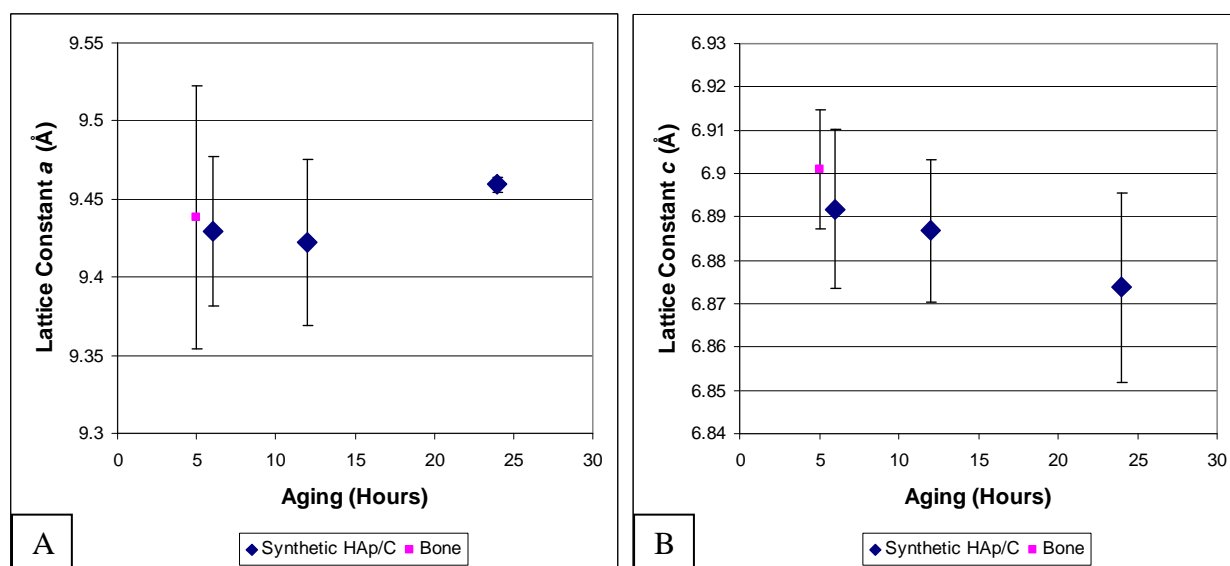 9.55
9.5
9.45
9.4
9.35
9.3
Lattice Constant a (Å)
0 5 10 15 20 25 30
Aging (Hours)
A
Synthetic HAp/C Bone
6.93
6.92
6.91
6.9
6.89
6.88
6.87
6.86
6.85
6.84
Lattice Constant c (Å)
0 5 10 15 20 25 30
Aging (Hours)
B
Synthetic HAp/C Bone